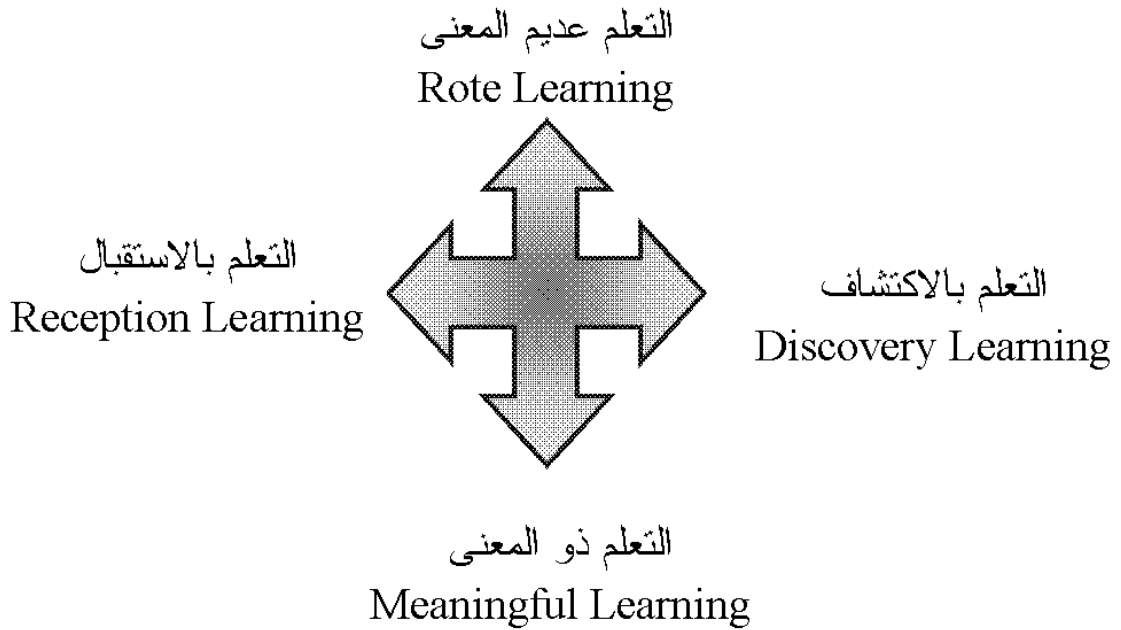 التعلم عديم المعنى
Rote Learning
التعلم بالاستقبال
Reception Learning
التعلم بالاكتشاف
Discovery Learning
التعلم ذو المعنى
Meaningful Learning